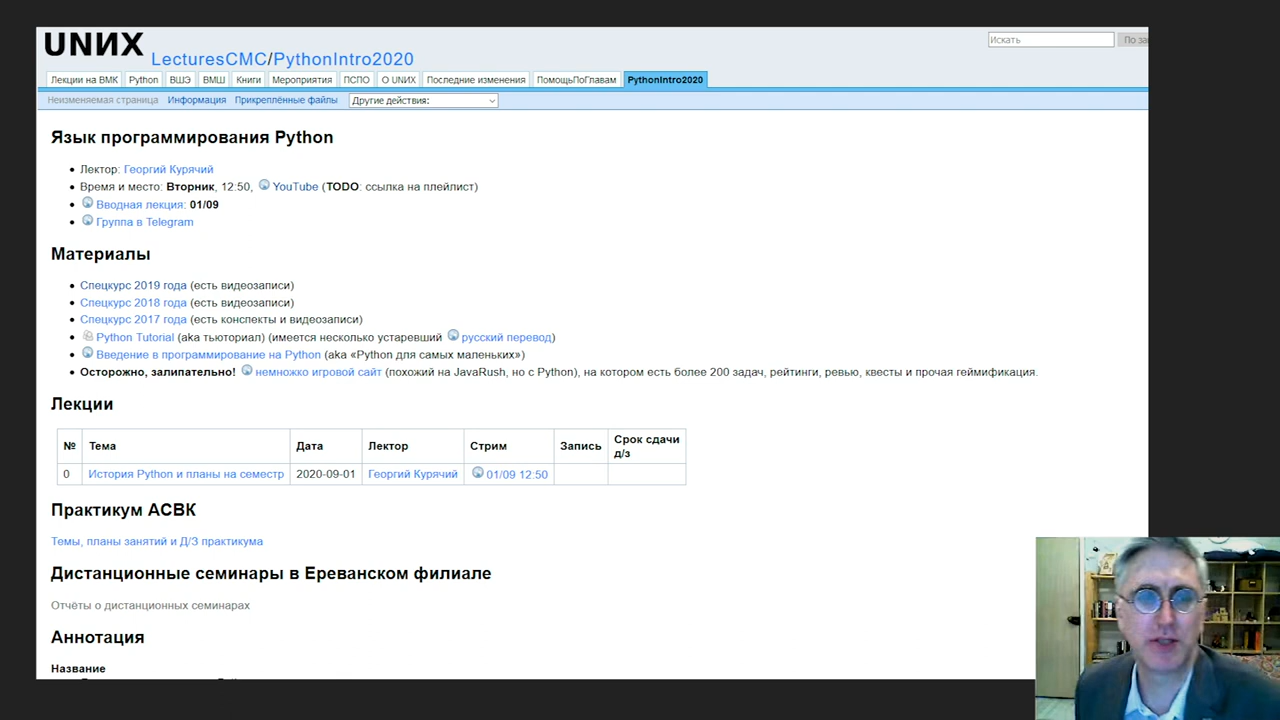 UNИX
LecturesCMC/PythonIntro2020
Искать
Лекции на ВМК Python ВШЭ ВМШ Книги Мероприятия ПСПО О UNИX Последние изменения ПомощьПоГлавам PythonIntro2020
Неизменяемая страница Информация Прикреплённые файлы Другие действия:
Язык программирования Python
Лектор: Георгий Курячий
Время и место: Вторник, 12:50, YouTube (TODO: ссылка на плейлист)
Вводная лекция: 01/09
Группа в Telegram
Материалы
Спецкурс 2019 года (есть видеозаписи)
Спецкурс 2018 года (есть видеозаписи)
Спецкурс 2017 года (есть конспекты и видеозаписи)
Python Tutorial (aka тьюториал) (имеется несколько устаревший русский перевод)
Введение в программирование на Python (aka «Python для самых маленьких»)
Осторожно, залипательно! немножко игровой сайт (похожий на JavaRush, но с Python), на котором есть более 200 задач, рейтинги, ревью, квесты и прочая геймификация.
Лекции
№ Тема Дата Лектор Стрим Запись Срок сдачи д/з
0 История Python и планы на семестр 2020-09-01 Георгий Курячий 01/09 12:50
Практикум АСВК
Темы, планы занятий и Д/З практикума
Дистанционные семинары в Ереванском филиале
Отчёты о дистанционных семинарах
Аннотация
Название